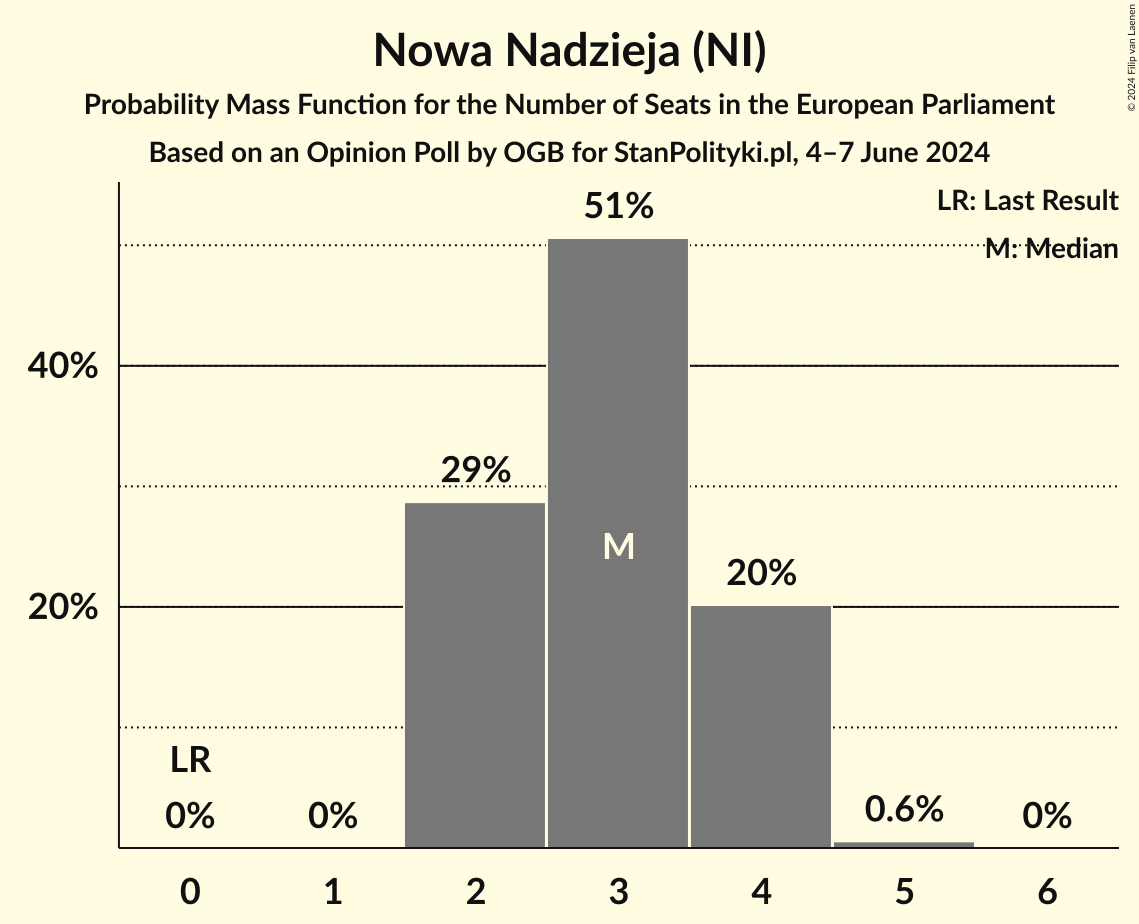 Nowa Nadzieja (NI)
Probability Mass Function for the Number of Seats in the European Parliament
Based on an Opinion Poll by OGB for StanPolityki.pl, 4–7 June 2024
© 2024 Filip van Laenen
LR: Last Result
M: Median
51%
40%
29%
M
20%
20%
LR
0%
0%
0.6%
0%
0
1
2
3
4
5
6